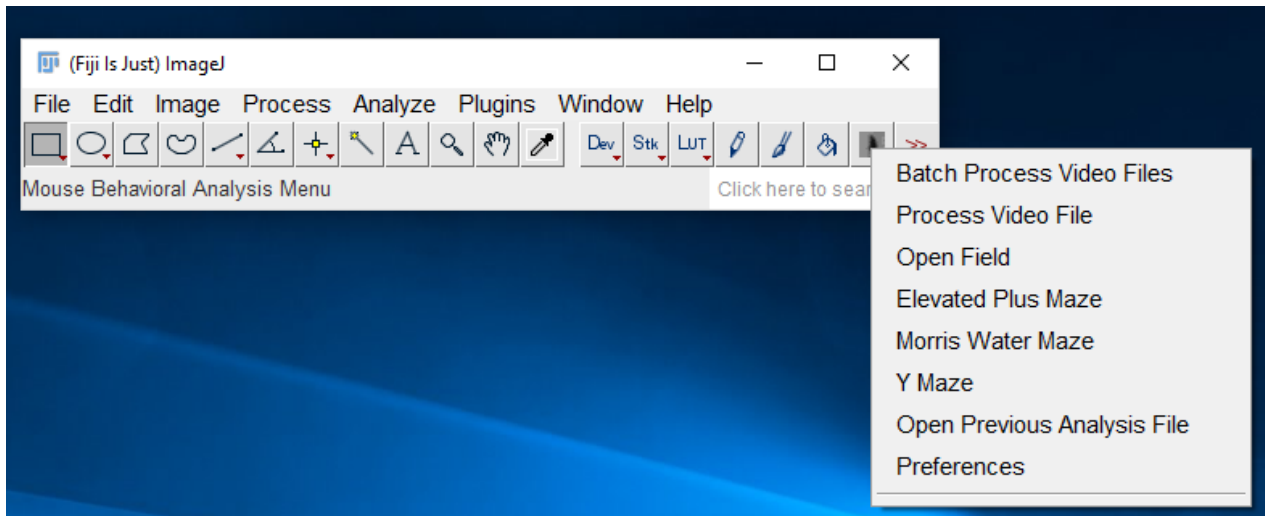 (Fiji Is Just) ImageJ
File Edit Image Process Analyze Plugins Window Help
A Dev Stk LUT >>
Mouse Behavioral Analysis Menu
Click here to sear
Batch Process Video Files
Process Video File
Open Field
Elevated Plus Maze
Morris Water Maze
Y Maze
Open Previous Analysis File
Preferences